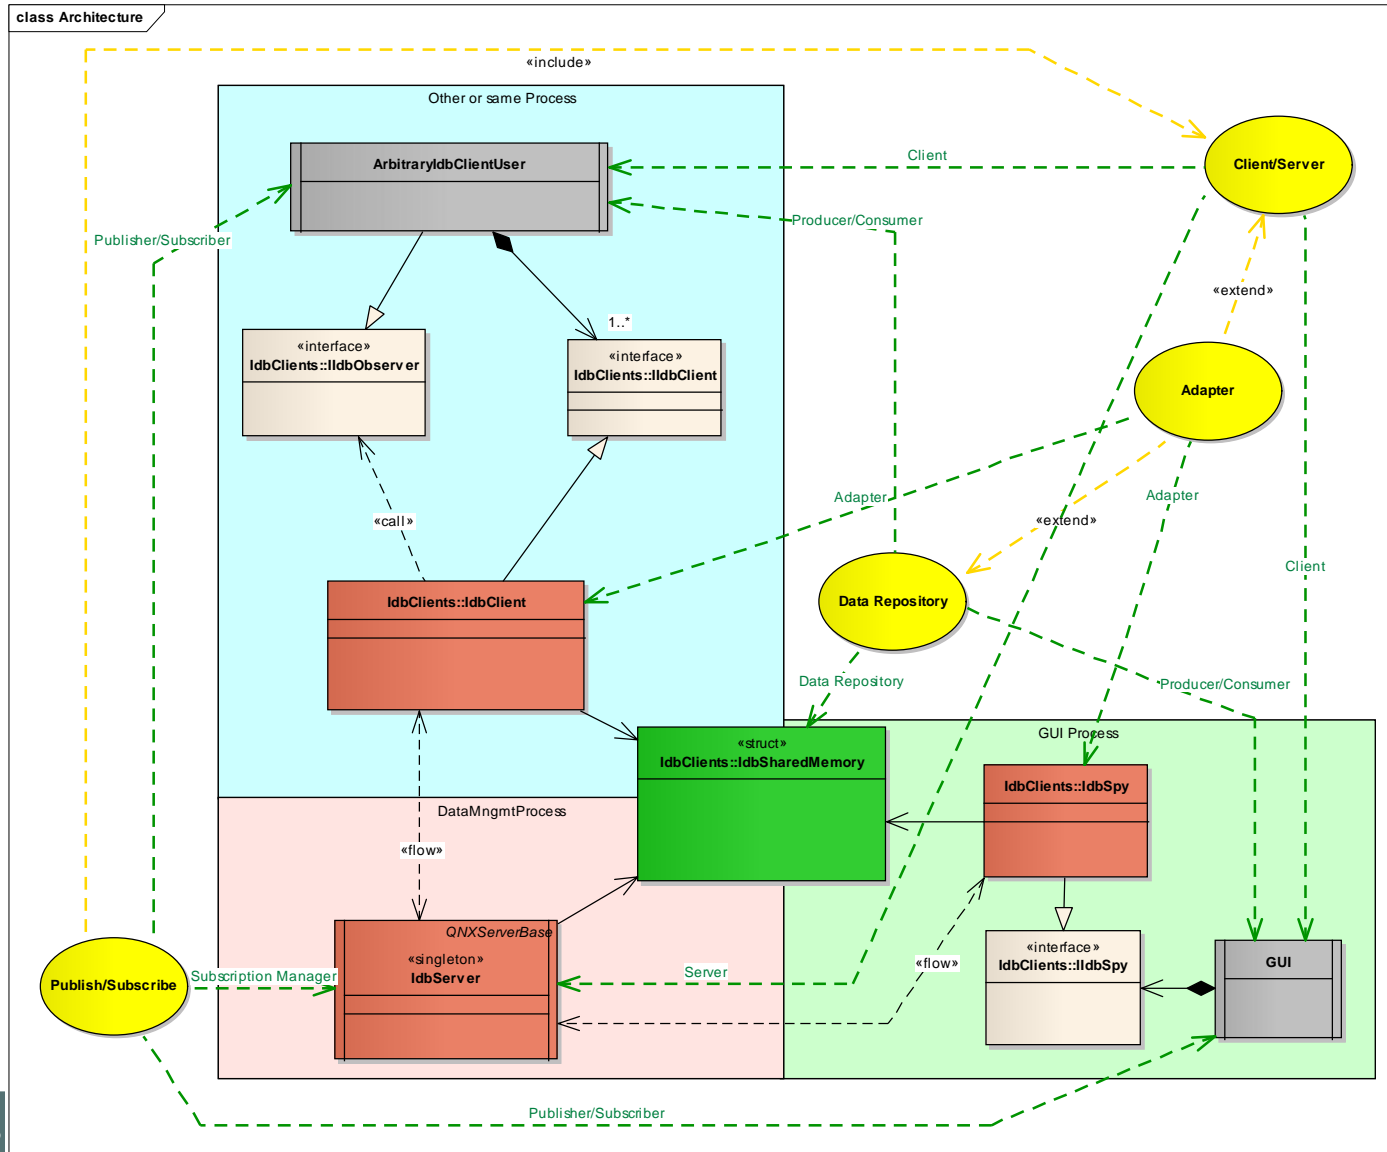 class Architecture
«include»
Other or same Process
ArbitraryIdbClientUser
Client
Client/Server
Producer/Consumer
Publisher/Subscriber
«extend»
1..*
«interface»
IdbClients::IIdbObserver
«interface»
IdbClients::IIdbClient
Adapter
Adapter
Adapter
«call»
«extend»
Client
IdbClients::IdbClient
Data Repository
Data Repository
Producer/Consumer
GUI Process
«struct»
IdbClients::IdbSharedMemory
IdbClients::IdbSpy
DataMngmtProcess
«flow»
QNXServerBase
«singleton»
IdbServer
Server
«flow»
«interface»
IdbClients::IIdbSpy
GUI
Publish/Subscribe
Subscription Manager
Publisher/Subscriber